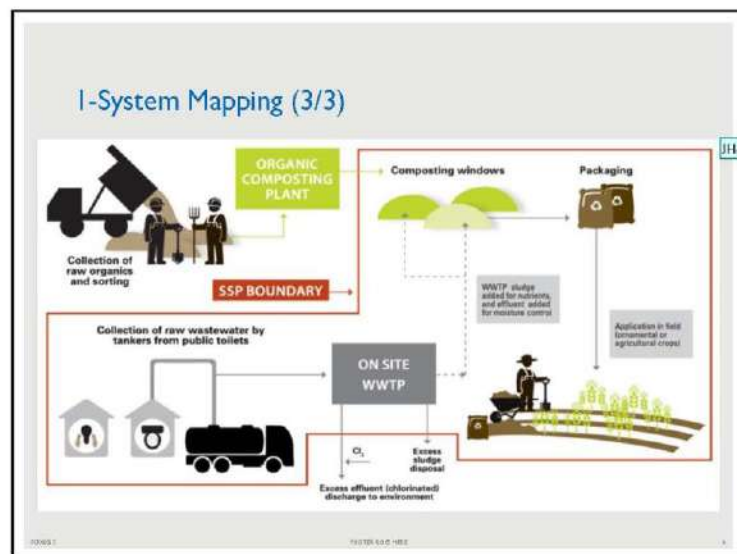 1-System Mapping (3/3)
JH
ORGANIC
COMPOSTING
PLANT
Composting windows
Packaging
Collection of
raw organics
and sorting
SSP BOUNDARY
WWTP sludge
added for nutrients,
and effluent added
for moisture control
Collection of raw wastewater by
tankers from public toilets
Application in field
(ornamental or
agricultural crops)
ON SITE
WWTP
Cl₂
Excess
sludge
disposal
Excess effluent (chlorinated)
discharge to environment